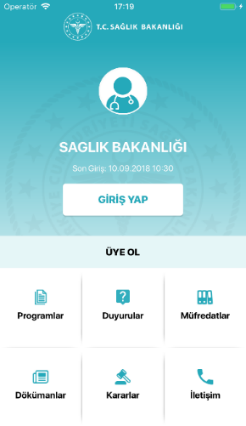 Operatör 17:19
T.C. SAĞLIK BAKANLIĞI
SAGLIK BAKANLIĞI
Son Giriş: 10.09.2018 10:30
GİRİŞ YAP
ÜYE OL
Programlar Duyurular Müfredatlar
Dökümanlar Kararlar İletişim